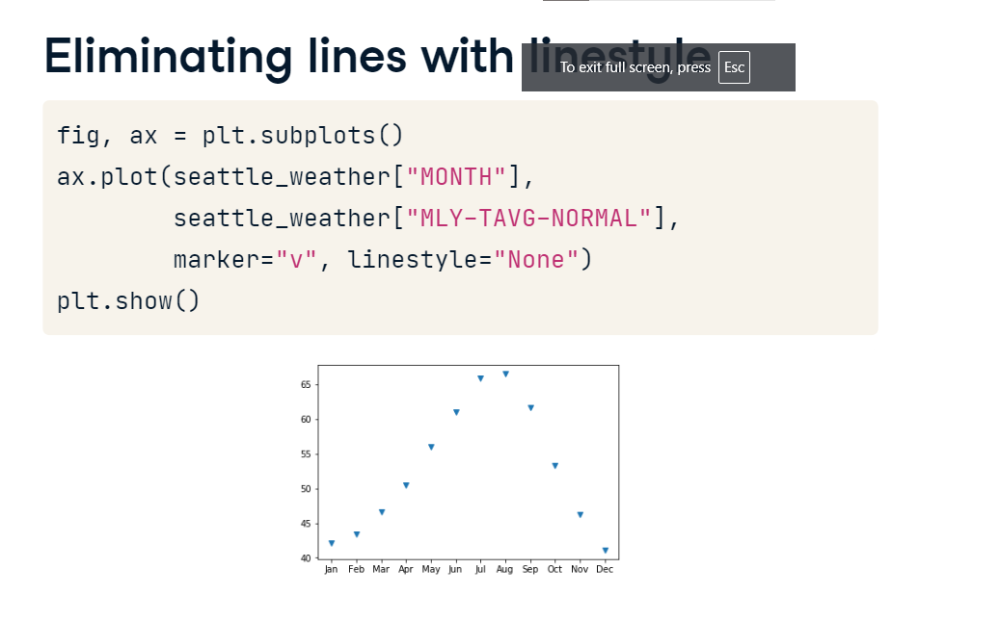 Eliminating lines with linestyle
To exit full screen, press Esc
fig, ax = plt.subplots()
ax.plot(seattle_weather["MONTH"],
seattle_weather["MLY-TAVG-NORMAL"],
marker="v", linestyle="None")
plt.show()
65
60
55
50
45
40
Jan Feb Mar Apr May Jun Jul Aug Sep Oct Nov Dec